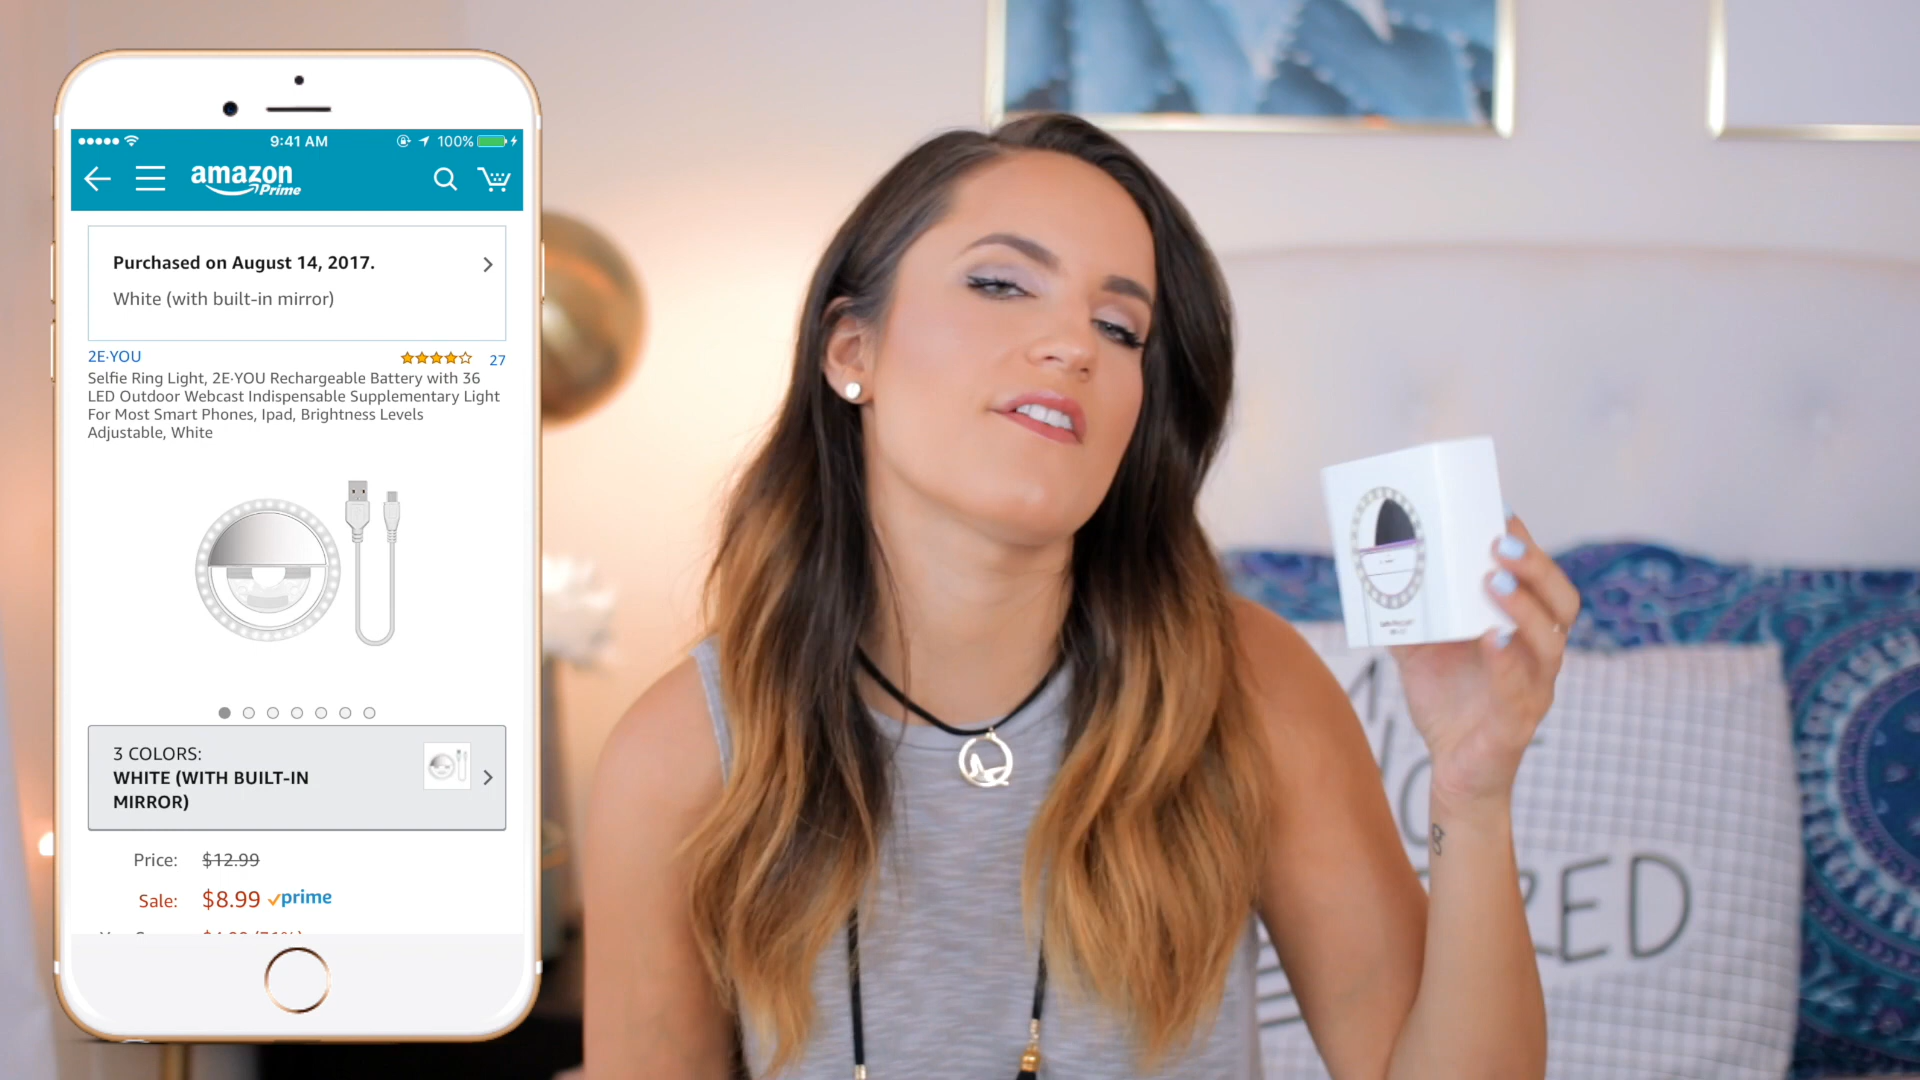 9:41 AM
100%
amazon
Prime
Purchased on August 14, 2017.
White (with built-in mirror)
2E·YOU
27
Selfie Ring Light, 2E·YOU Rechargeable Battery with 36
LED Outdoor Webcast Indispensable Supplementary Light
For Most Smart Phones, Ipad, Brightness Levels
Adjustable, White
3 COLORS:
WHITE (WITH BUILT-IN
MIRROR)
Price: $12.99
Sale: $8.99 prime